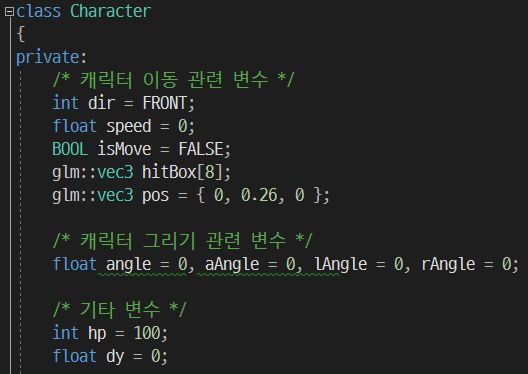 class Character
{
private:
/* 캐릭터 이동 관련 변수 */
int dir = FRONT;
float speed = 0;
BOOL isMove = FALSE;
glm::vec3 hitBox[8];
glm::vec3 pos = { 0, 0.26, 0 };
/* 캐릭터 그리기 관련 변수 */
float angle = 0, aAngle = 0, lAngle = 0, rAngle = 0;
/* 기타 변수 */
int hp = 100;
float dy = 0;